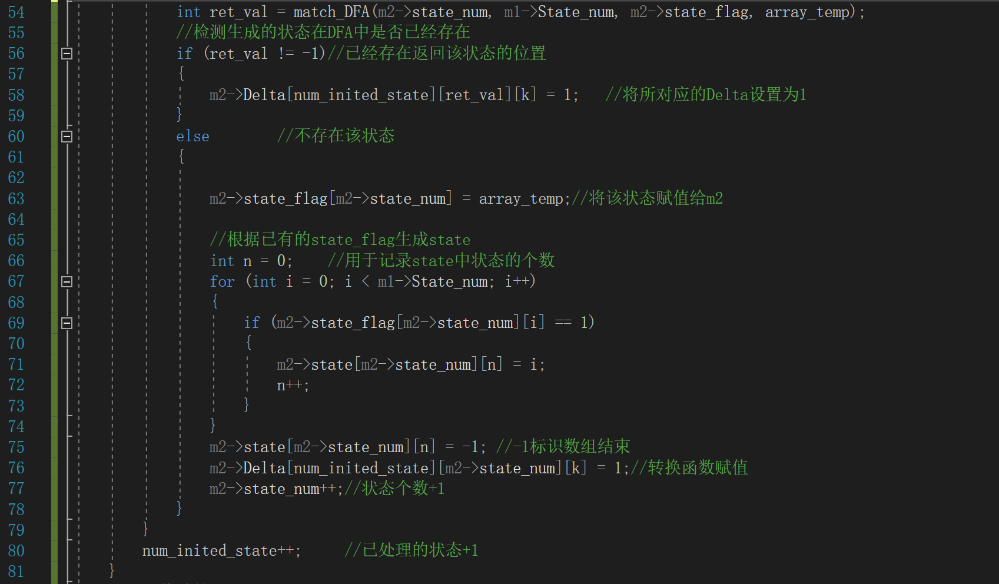 54 int ret_val = match_DFA(m2->state_num, m1->State_num, m2->state_flag, array_temp);
55 //检测生成的状态在DFA中是否已经存在
56 if (ret_val != -1)//已经存在返回该状态的位置
57 {
58 m2->Delta[num_inited_state][ret_val][k] = 1; //将所对应的Delta设置为1
59 }
60 else //不存在该状态
61 {
62
63 m2->state_flag[m2->state_num] = array_temp;//将该状态赋值给m2
64
65 //根据已有的state_flag生成state
66 int n = 0; //用于记录state中状态的个数
67 for (int i = 0; i < m1->State_num; i++)
68 {
69 if (m2->state_flag[m2->state_num][i] == 1)
70 {
71 m2->state[m2->state_num][n] = i;
72 n++;
73 }
74 }
75 m2->state[m2->state_num][n] = -1; //-1标识数组结束
76 m2->Delta[num_inited_state][m2->state_num][k] = 1;//转换函数赋值
77 m2->state_num++;//状态个数+1
78 }
79 }
80 num_inited_state++; //已处理的状态+1
81 }